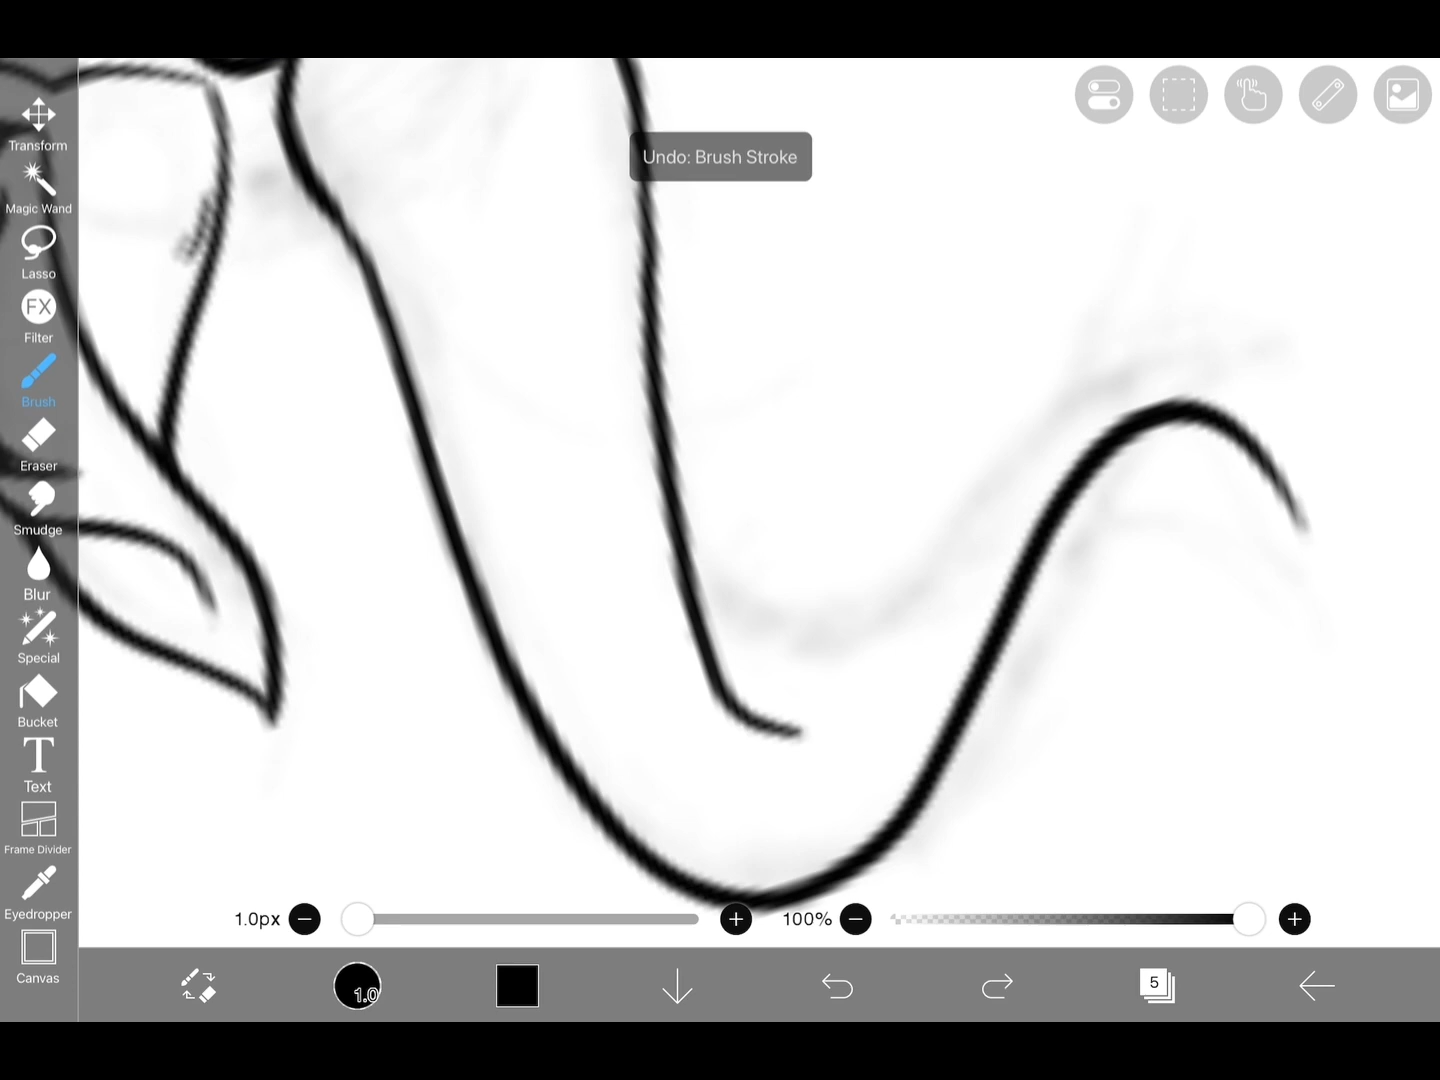 Transform
Magic Wand
Lasso
FX
Filter
Brush
Eraser
Smudge
Blur
Special
Bucket
T
Text
Frame Divider
Eyedropper
Canvas
Undo: Brush Stroke
1.0px
100%
1.0
5